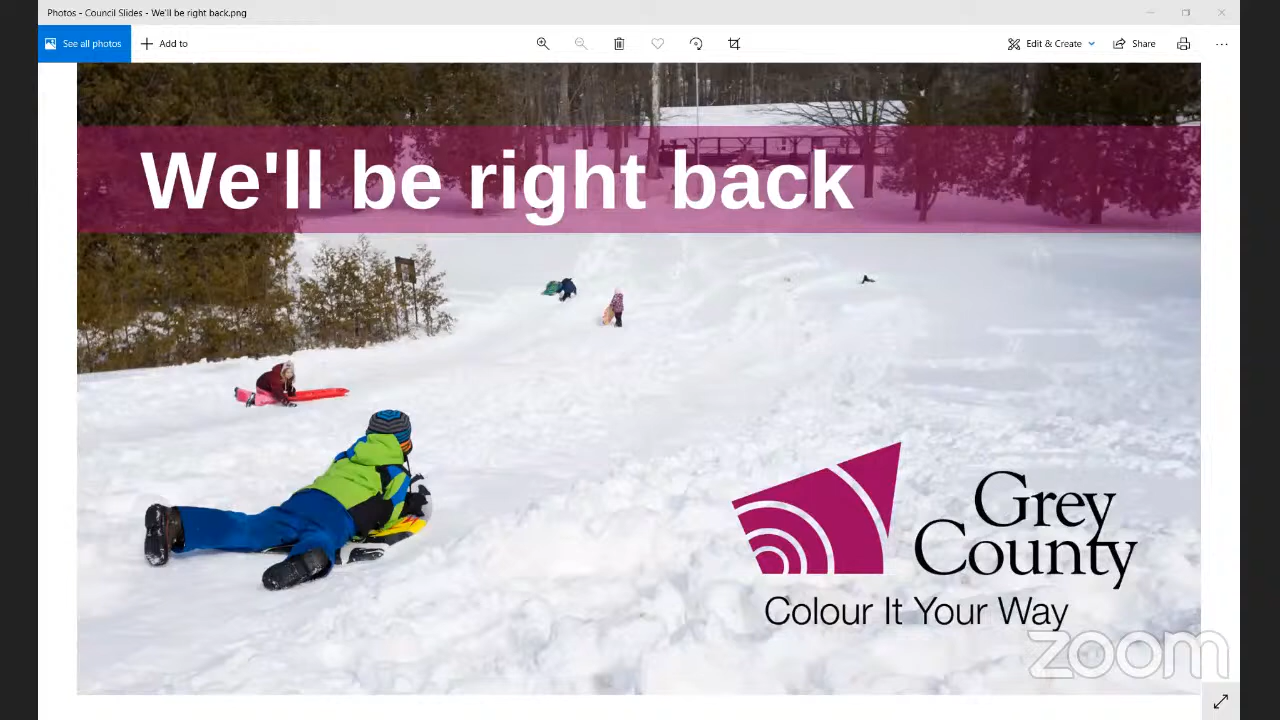 Photos - Council Slides - We'll be right back.png
See all photos
Add to
Edit & Create
Share
We'll be right back
Grey
County
Colour It Your Way
zoom